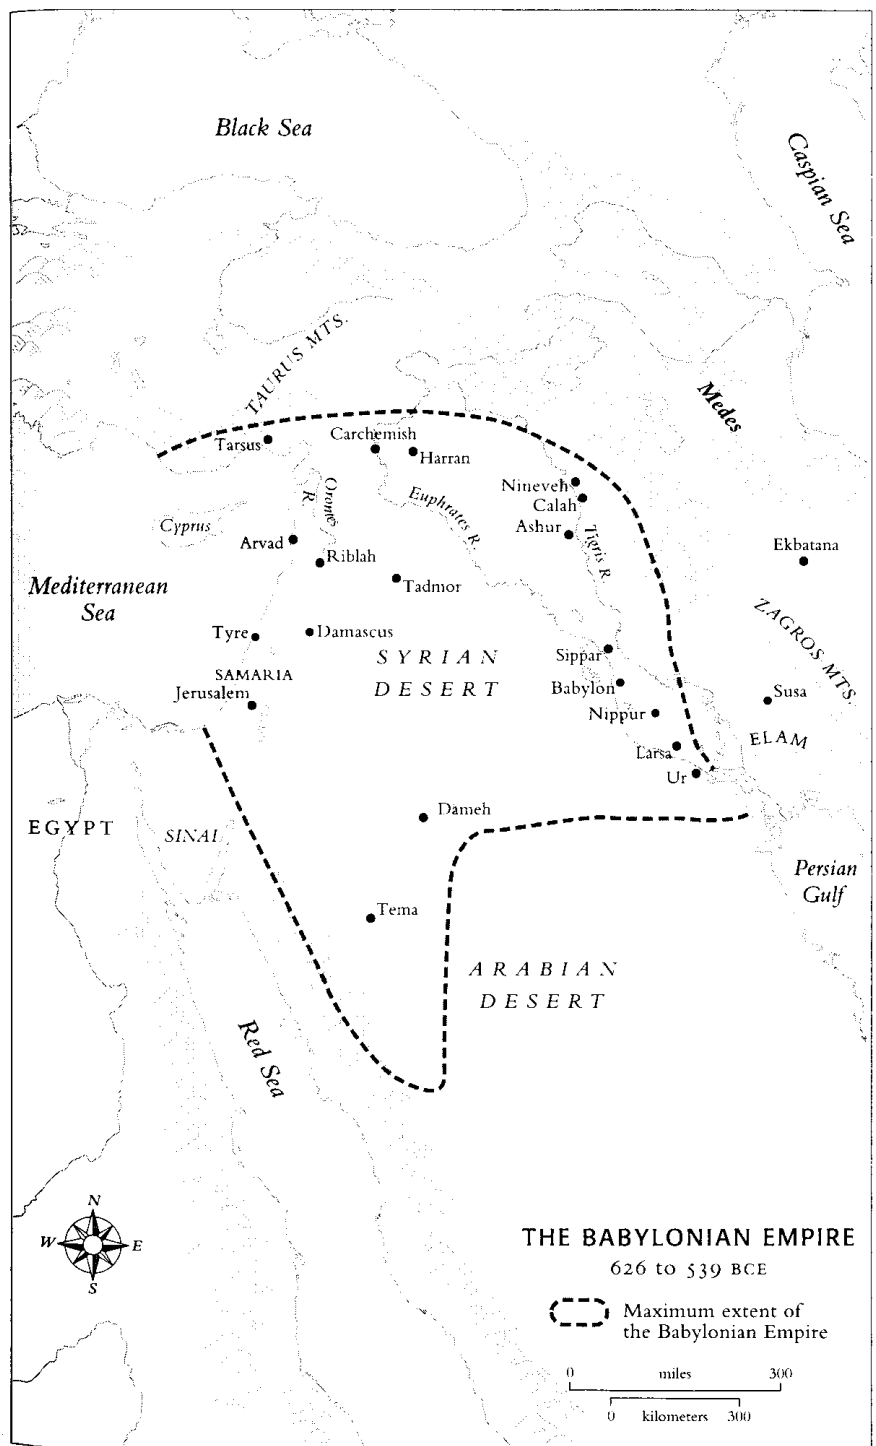 Black Sea
Caspian Sea
TAURUS MTS.
Medes
Tarsus
Carchemish
Harran
Nineveh
Calah
Orontes
R.
Euphrates R.
Cyprus
Ashur
Tigris R.
Arvad
Riblah
Ekbatana
Tadmor
Mediterranean
Sea
ZAGROS MTS.
Tyre
Damascus
SYRIAN
DESERT
Sippar
SAMARIA
Jerusalem
Babylon
Susa
Nippur
ELAM
Larsa
Ur
Dameh
EGYPT
SINAI
Persian
Gulf
Tema
ARABIAN
DESERT
Red Sea
N
W
E
S
THE BABYLONIAN EMPIRE
626 to 539 BCE
Maximum extent of
the Babylonian Empire
0 miles 300
0 kilometers 300